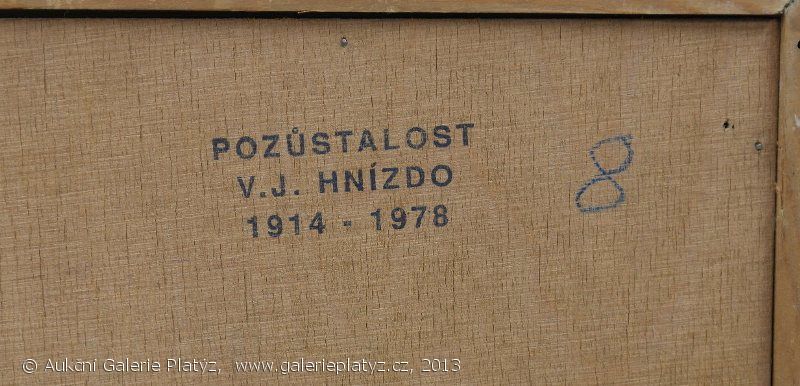 POZŮSTALOST
V.J. HNÍZDO
1914 - 1978
8
© Aukční Galerie Platýz, www.galerieplatyz.cz, 2013